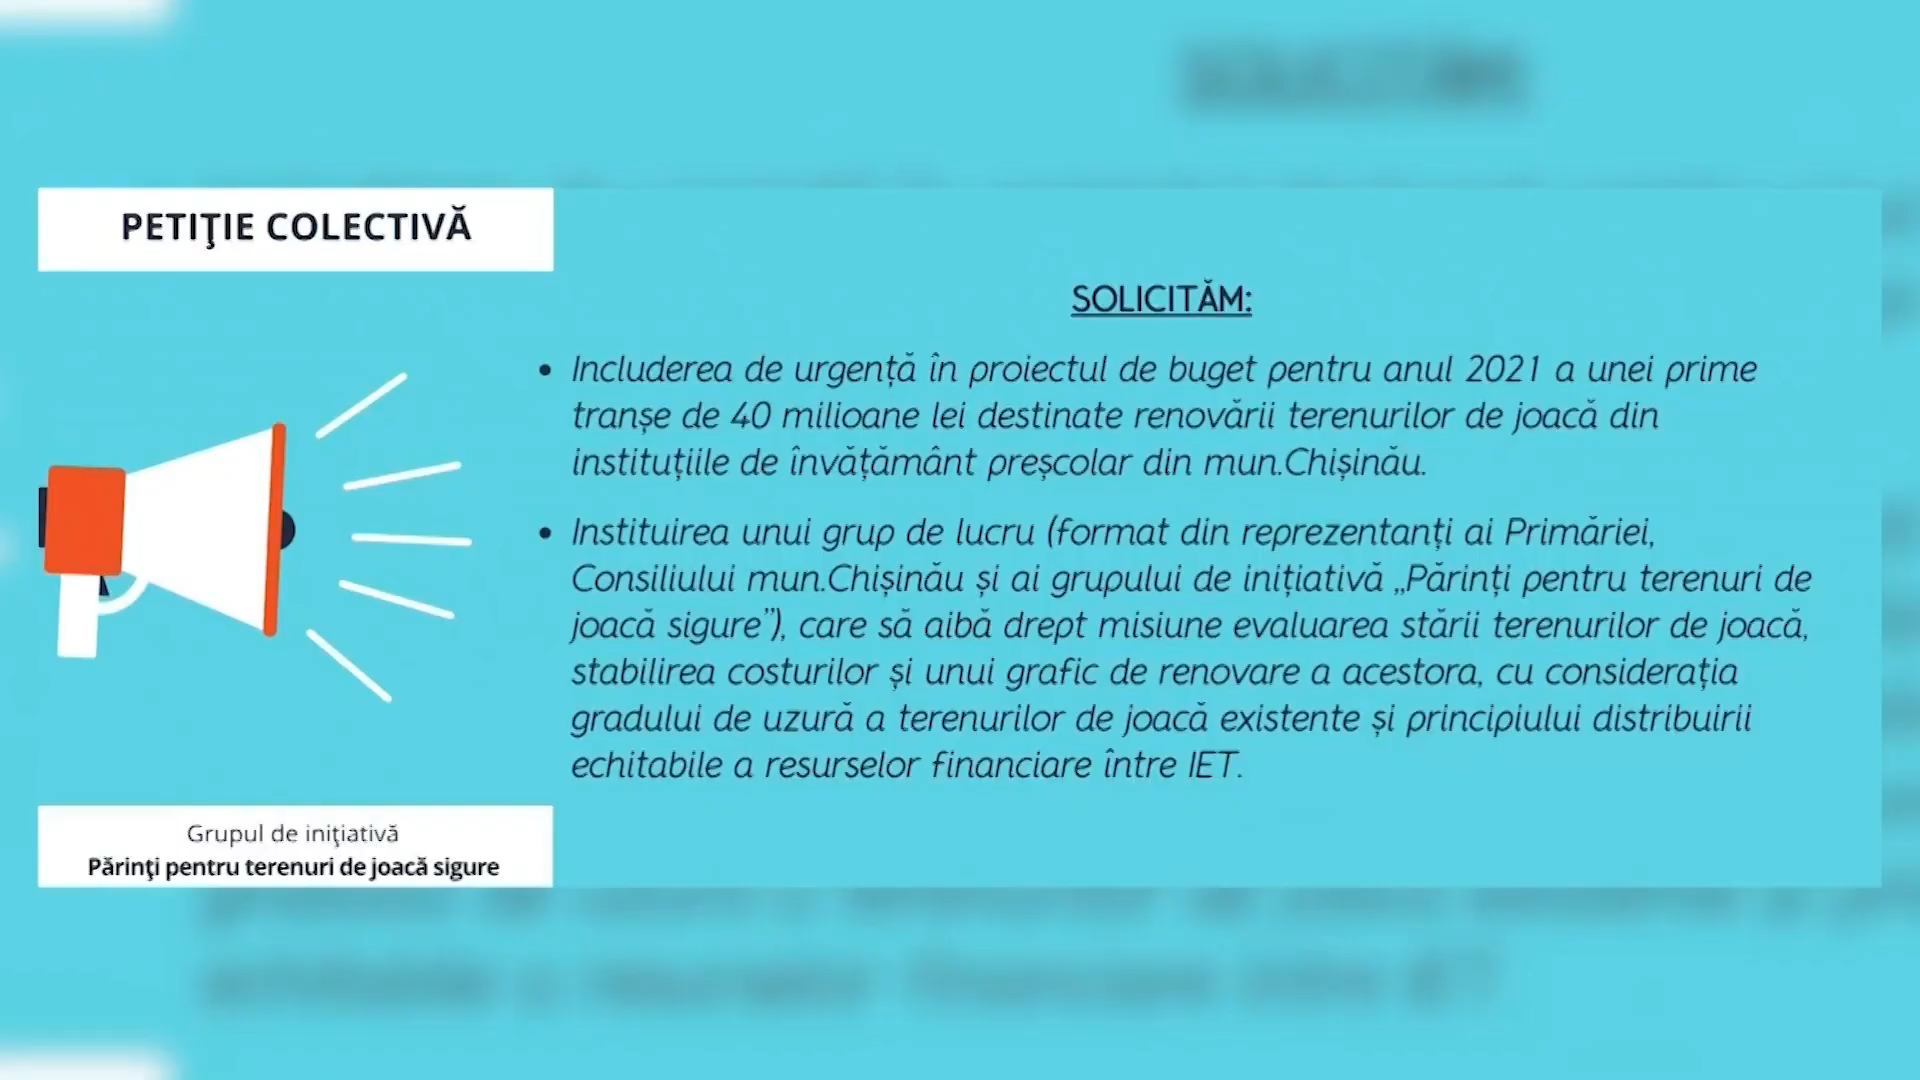 PETIŢIE COLECTIVĂ
SOLICITĂM:
• Includerea de urgență în proiectul de buget pentru anul 2021 a unei prime
tranșe de 40 milioane lei destinate renovării terenurilor de joacă din
instituțiile de învățământ preșcolar din mun.Chișinău.
• Instituirea unui grup de lucru (format din reprezentanți ai Primăriei,
Consiliului mun.Chișinău și ai grupului de inițiativă „Părinți pentru terenuri de
joacă sigure”), care să aibă drept misiune evaluarea stării terenurilor de joacă,
stabilirea costurilor și unui grafic de renovare a acestora, cu considerația
gradului de uzură a terenurilor de joacă existente și principiului distribuirii
echitabile a resurselor financiare între IET.
Grupul de iniţiativă
Părinţi pentru terenuri de joacă sigure